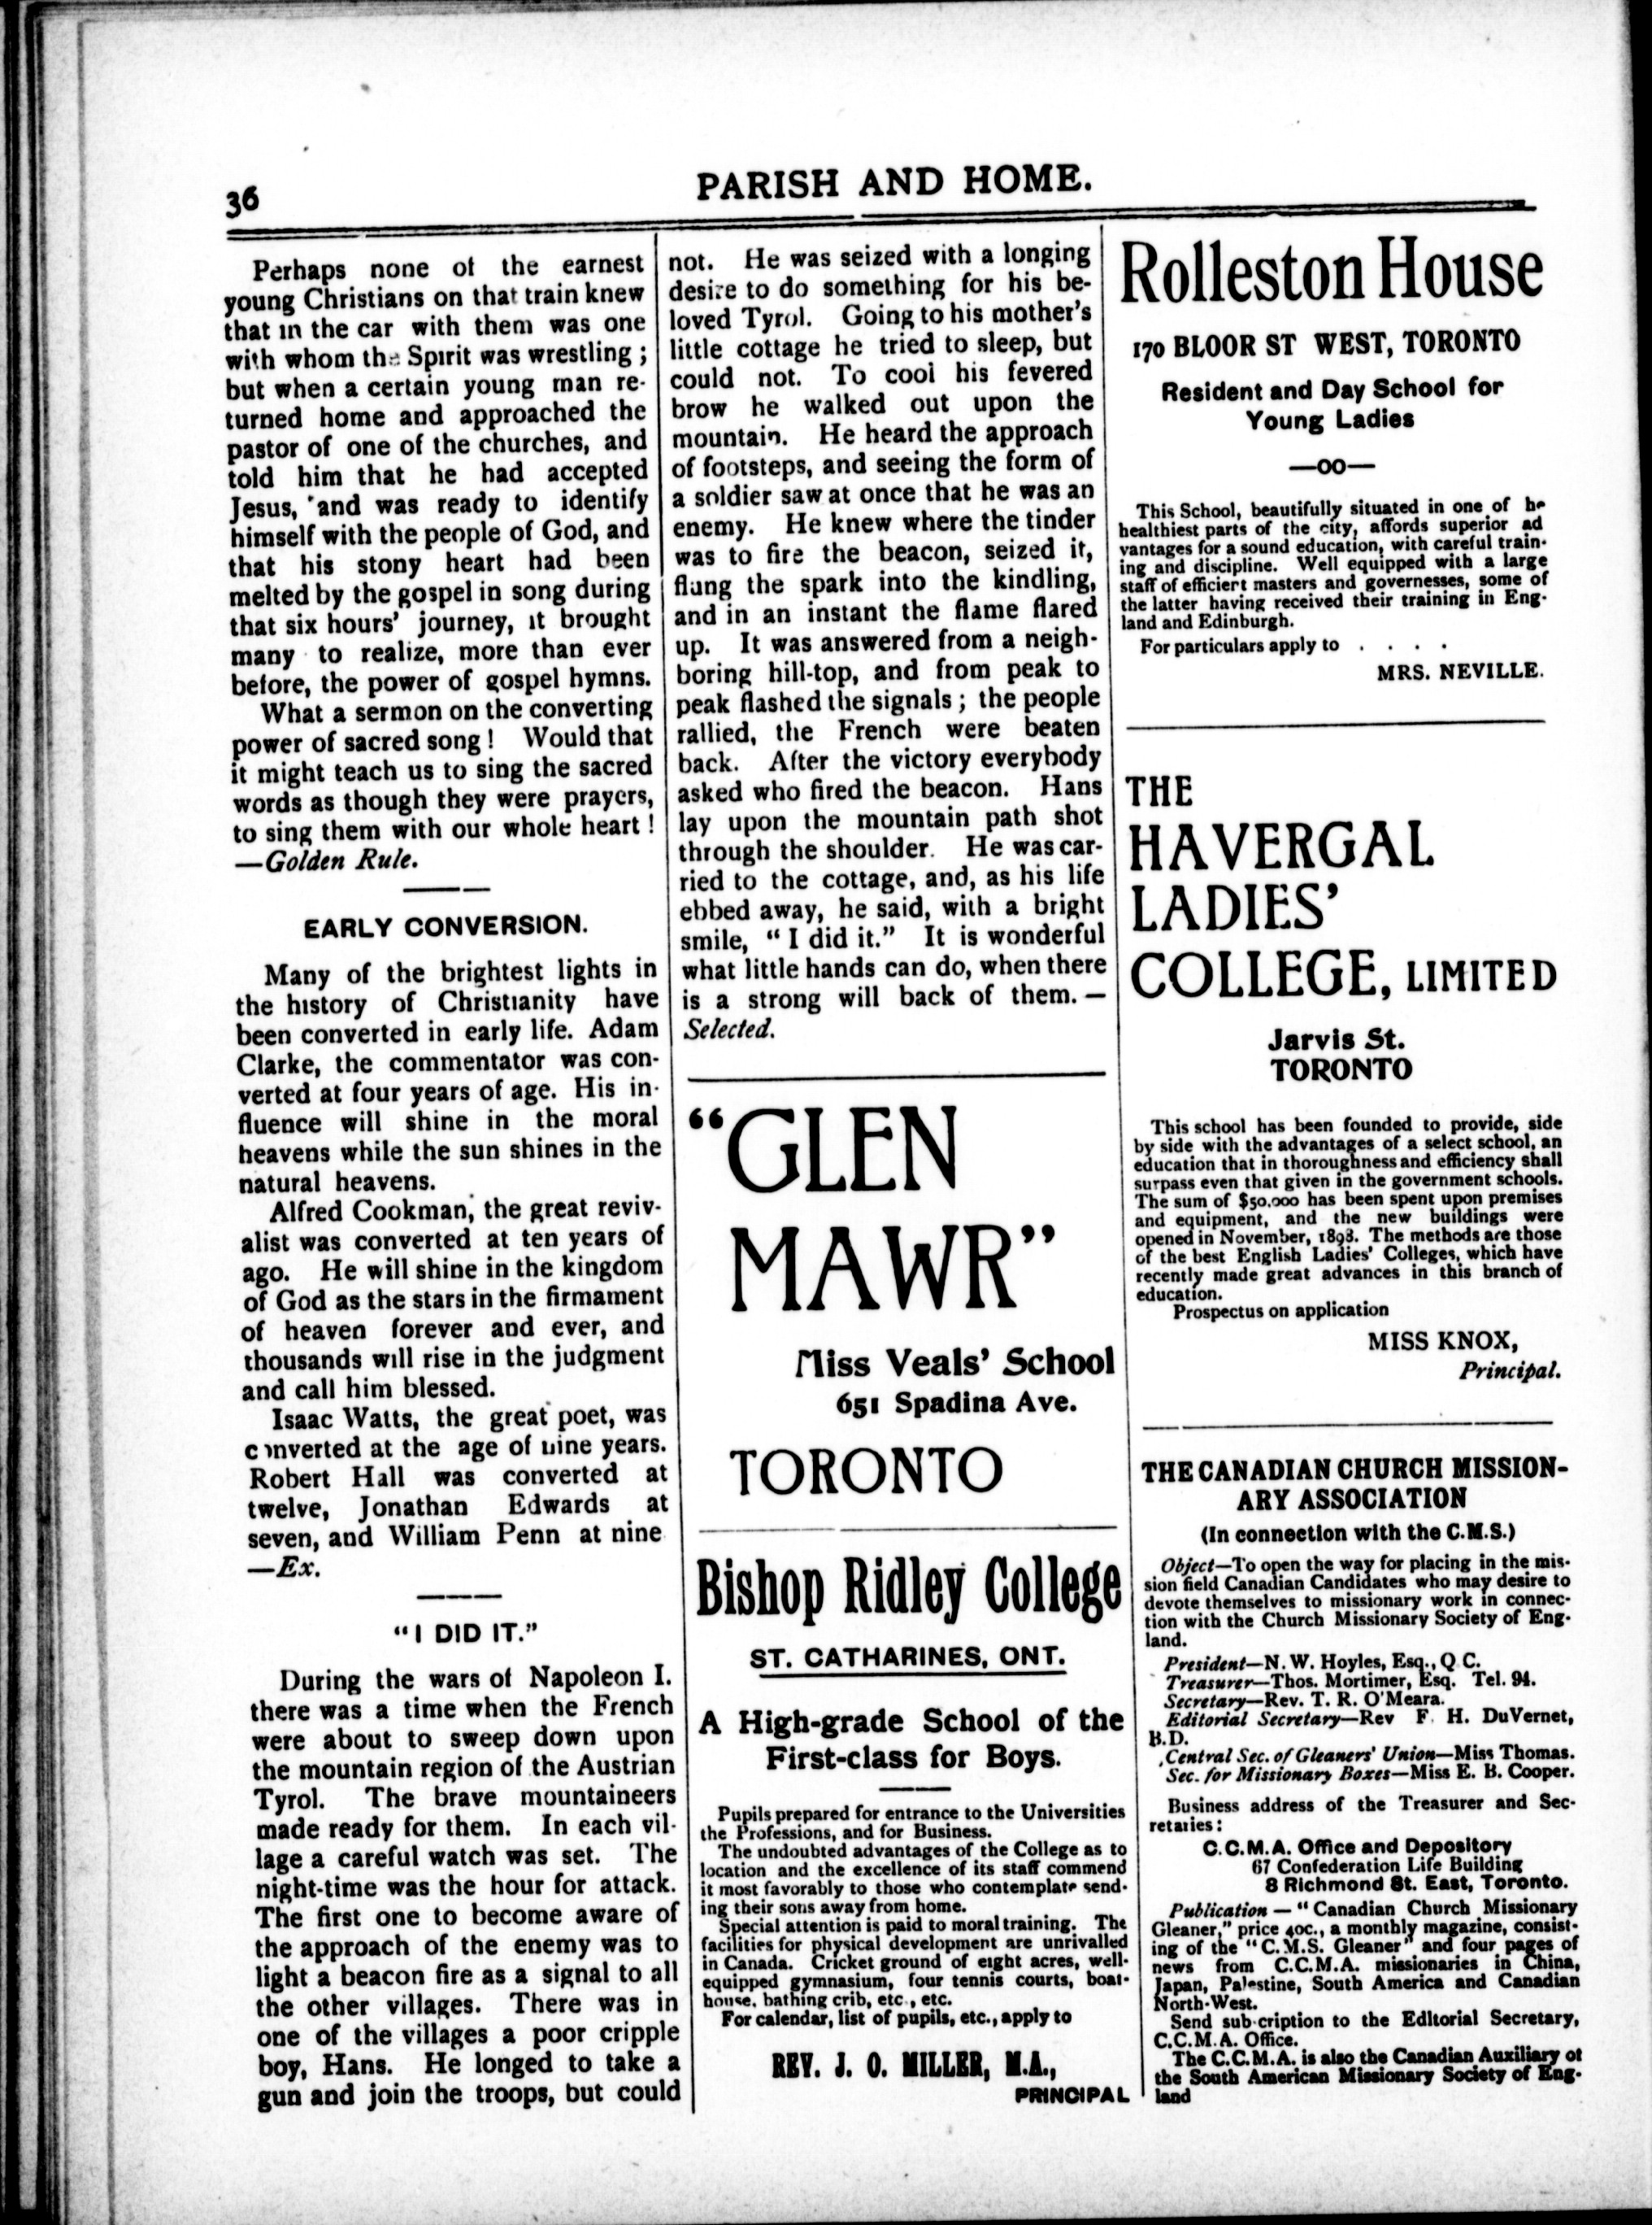 36
PARISH AND HOME.
Perhaps none of the earnest
young Christians on that train knew
that in the car with them was one
with whom the Spirit was wrestling;
but when a certain young man re-
turned home and approached the
pastor of one of the churches, and
told him that he had accepted
Jesus, and was ready to identify
himself with the people of God, and
that his stony heart had been
melted by the gospel in song during
that six hours' journey, it brought
many to realize, more than ever
before, the power of gospel hymns.
What a sermon on the converting
power of sacred song! Would that
it might teach us to sing the sacred
words as though they were prayers,
to sing them with our whole heart!
—Golden Rule.
EARLY CONVERSION.
Many of the brightest lights in
the history of Christianity have
been converted in early life. Adam
Clarke, the commentator was con-
verted at four years of age. His in-
fluence will shine in the moral
heavens while the sun shines in the
natural heavens.
Alfred Cookman, the great reviv-
alist was converted at ten years of
ago. He will shine in the kingdom
of God as the stars in the firmament
of heaven forever and ever, and
thousands will rise in the judgment
and call him blessed.
Isaac Watts, the great poet, was
converted at the age of nine years.
Robert Hall was converted at
twelve, Jonathan Edwards at
seven, and William Penn at nine
—Ex.
"I DID IT."
During the wars of Napoleon I.
there was a time when the French
were about to sweep down upon
the mountain region of the Austrian
Tyrol. The brave mountaineers
made ready for them. In each vil-
lage a careful watch was set. The
night-time was the hour for attack.
The first one to become aware of
the approach of the enemy was to
light a beacon fire as a signal to all
the other villages. There was in
one of the villages a poor cripple
boy, Hans. He longed to take a
gun and join the troops, but could
not. He was seized with a longing
desire to do something for his be-
loved Tyrol. Going to his mother's
little cottage he tried to sleep, but
could not. To cool his fevered
brow he walked out upon the
mountain. He heard the approach
of footsteps, and seeing the form of
a soldier saw at once that he was an
enemy. He knew where the tinder
was to fire the beacon, seized it,
flung the spark into the kindling,
and in an instant the flame flared
up. It was answered from a neigh-
boring hill-top, and from peak to
peak flashed the signals; the people
rallied, the French were beaten
back. After the victory everybody
asked who fired the beacon. Hans
lay upon the mountain path shot
through the shoulder. He was car-
ried to the cottage, and, as his life
ebbed away, he said, with a bright
smile, "I did it." It is wonderful
what little hands can do, when there
is a strong will back of them.—
Selected.
"GLEN
MAWR"
Miss Veals' School
651 Spadina Ave.
TORONTO
Bishop Ridley College
ST. CATHARINES, ONT.
A High-grade School of the
First-class for Boys.
Pupils prepared for entrance to the Universities
the Professions, and for Business.
The undoubted advantages of the College as to
location and the excellence of its staff commend
it most favorably to those who contemplate send-
ing their sons away from home.
Special attention is paid to moral training. The
facilities for physical development are unrivalled
in Canada. Cricket ground of eight acres, well-
equipped gymnasium, four tennis courts, boat-
house, bathing crib, etc., etc.
For calendar, list of pupils, etc., apply to
REV. J. O. MILLER, M.A.,
PRINCIPAL
Rolleston House
170 BLOOR ST WEST, TORONTO
Resident and Day School for
Young Ladies
—oo—
This School, beautifully situated in one of he
healthiest parts of the city, affords superior ad
vantages for a sound education, with careful train-
ing and discipline. Well equipped with a large
staff of efficient masters and governesses, some of
the latter having received their training in Eng-
land and Edinburgh.
For particulars apply to . . . .
MRS. NEVILLE.
THE
HAVERGAL
LADIES'
COLLEGE, LIMITED
Jarvis St.
TORONTO
This school has been founded to provide, side
by side with the advantages of a select school, an
education that in thoroughness and efficiency shall
surpass even that given in the government schools.
The sum of $50,000 has been spent upon premises
and equipment, and the new buildings were
opened in November, 1898. The methods are those
of the best English Ladies' Colleges, which have
recently made great advances in this branch of
education.
Prospectus on application
MISS KNOX,
Principal.
THE CANADIAN CHURCH MISSION-
ARY ASSOCIATION
(In connection with the C.M.S.)
Object—To open the way for placing in the mis-
sion field Canadian Candidates who may desire to
devote themselves to missionary work in connec-
tion with the Church Missionary Society of Eng-
land.
President—N. W. Hoyles, Esq., Q C.
Treasurer—Thos. Mortimer, Esq. Tel. 94.
Secretary—Rev. T. R. O'Meara.
Editorial Secretary—Rev F. H. DuVernet,
B.D.
Central Sec. of Gleaners' Union—Miss Thomas.
Sec. for Missionary Boxes—Miss E. B. Cooper.
Business address of the Treasurer and Sec-
retaries:
C.C.M.A. Office and Depository
67 Confederation Life Building
8 Richmond St. East, Toronto.
Publication—"Canadian Church Missionary
Gleaner," price 40c., a monthly magazine, consist-
ing of the "C.M.S. Gleaner" and four pages of
news from C.C.M.A. missionaries in China,
Japan, Palestine, South America and Canadian
North-West.
Send sub-cription to the Editorial Secretary,
C.C.M.A. Office.
The C.C.M.A. is also the Canadian Auxiliary of
the South American Missionary Society of Eng-
land